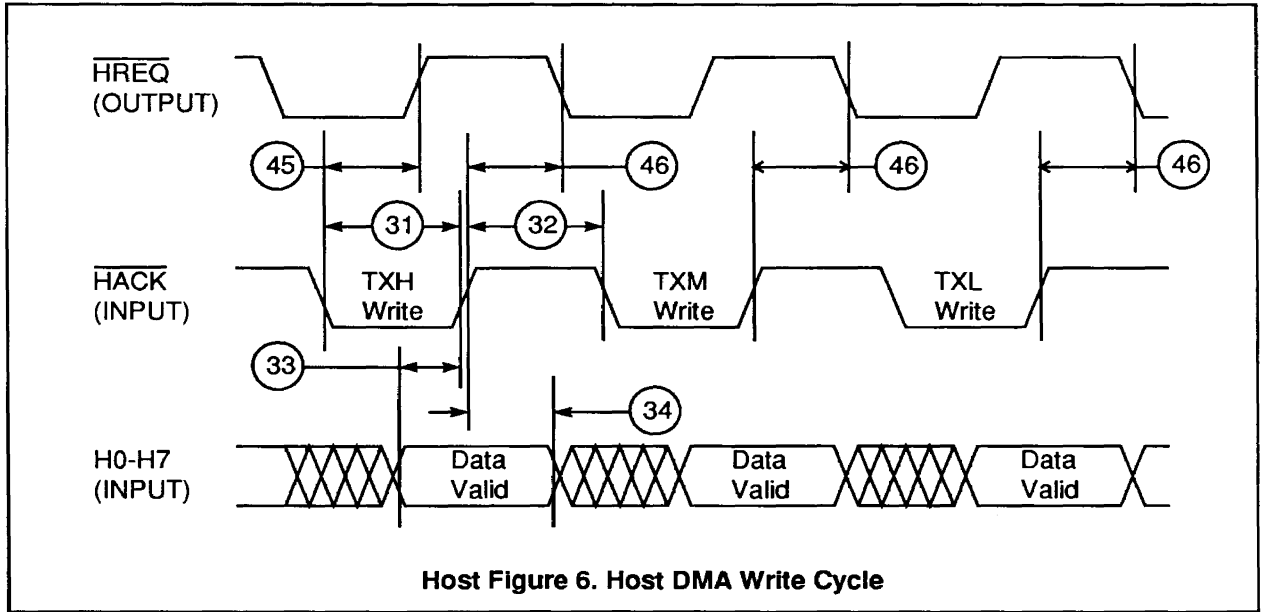 HREQ
(OUTPUT)
45
46
46
46
31
32
HACK
(INPUT)
TXH
Write
TXM
Write
TXL
Write
33
34
H0-H7
(INPUT)
Data
Valid
Data
Valid
Data
Valid
Host Figure 6. Host DMA Write Cycle